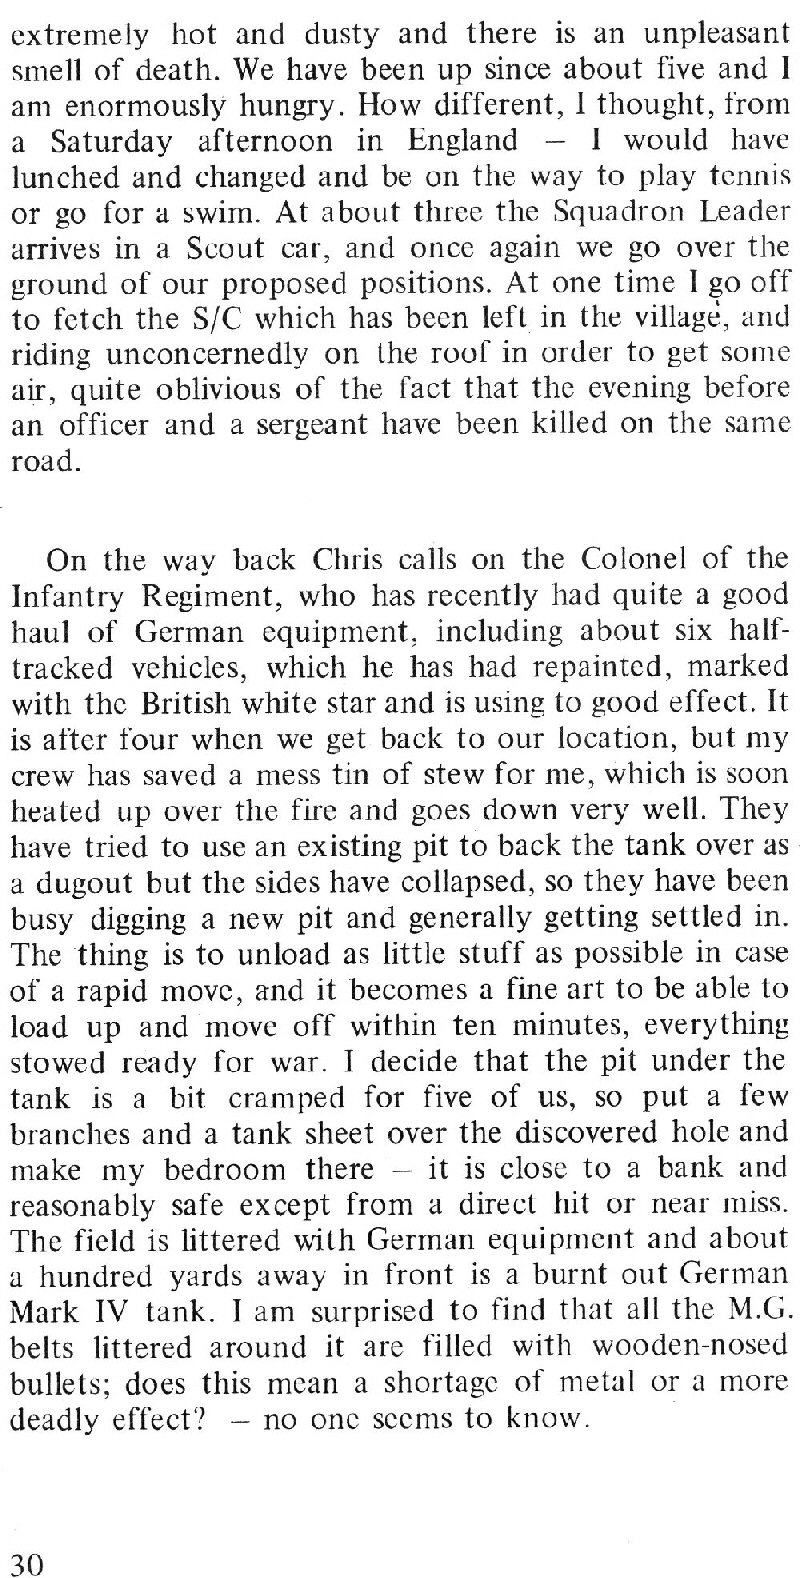 extremely hot and dusty and there is an unpleasant
smell of death. We have been up since about five and I
am enormously hungry. How different, I thought, from
a Saturday afternoon in England — I would have
lunched and changed and be on the way to play tennis
or go for a swim. At about three the Squadron Leader
arrives in a Scout car, and once again we go over the
ground of our proposed positions. At one time I go off
to fetch the S/C which has been left in the village, and
riding unconcernedly on the roof in order to get some
air, quite oblivious of the fact that the evening before
an officer and a sergeant have been killed on the same
road.
On the way back Chris calls on the Colonel of the
Infantry Regiment, who has recently had quite a good
haul of German equipment, including about six half-
tracked vehicles, which he has had repainted, marked
with the British white star and is using to good effect. It
is after four when we get back to our location, but my
crew has saved a mess tin of stew for me, which is soon
heated up over the fire and goes down very well. They
have tried to use an existing pit to back the tank over as
a dugout but the sides have collapsed, so they have been
busy digging a new pit and generally getting settled in.
The thing is to unload as little stuff as possible in case
of a rapid move, and it becomes a fine art to be able to
load up and move off within ten minutes, everything
stowed ready for war. I decide that the pit under the
tank is a bit cramped for five of us, so put a few
branches and a tank sheet over the discovered hole and
make my bedroom there — it is close to a bank and
reasonably safe except from a direct hit or near miss.
The field is littered with German equipment and about
a hundred yards away in front is a burnt out German
Mark IV tank. I am surprised to find that all the M.G.
belts littered around it are filled with wooden-nosed
bullets; does this mean a shortage of metal or a more
deadly effect? — no one seems to know.
30